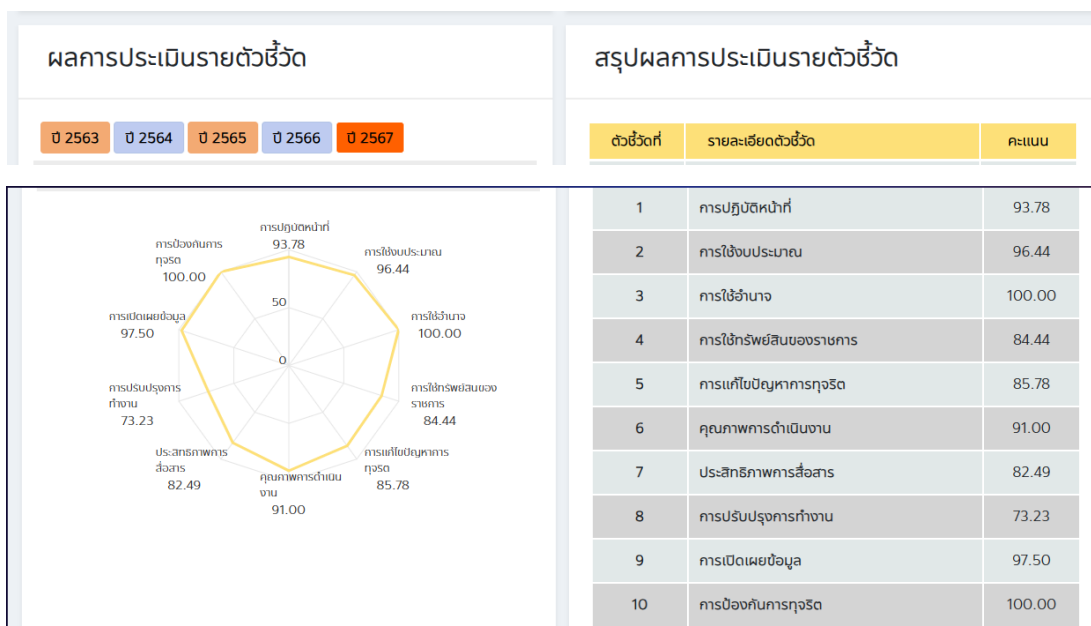 ผลการประเมินรายตัวชี้วัด
ปี 2563 ปี 2564 ปี 2565 ปี 2566 ปี 2567
การปฏิบัติหน้าที่
93.78
การใช้งบประมาณ
96.44
การใช้อำนาจ
100.00
การใช้ทรัพย์สินของ
ราชการ
84.44
การแก้ไขปัญหาการ
ทุจริต
85.78
คุณภาพการดำเนิน
งาน
91.00
ประสิทธิภาพการ
สื่อสาร
82.49
การปรับปรุงการ
ทำงาน
73.23
การเปิดเผยข้อมูล
97.50
การป้องกันการ
ทุจริต
100.00
50
0
สรุปผลการประเมินรายตัวชี้วัด
ตัวชี้วัดที่ รายละเอียดตัวชี้วัด คะแนน
1 การปฏิบัติหน้าที่ 93.78
2 การใช้งบประมาณ 96.44
3 การใช้อำนาจ 100.00
4 การใช้ทรัพย์สินของราชการ 84.44
5 การแก้ไขปัญหาการทุจริต 85.78
6 คุณภาพการดำเนินงาน 91.00
7 ประสิทธิภาพการสื่อสาร 82.49
8 การปรับปรุงการทำงาน 73.23
9 การเปิดเผยข้อมูล 97.50
10 การป้องกันการทุจริต 100.00